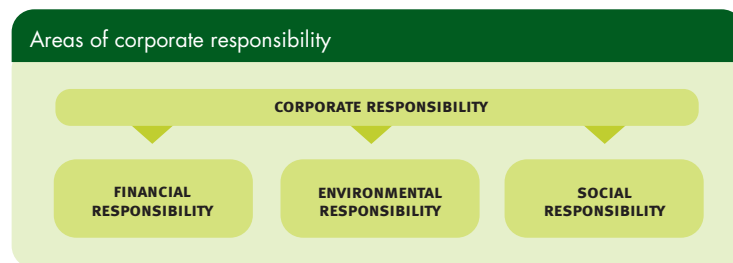 Areas of corporate responsibility
CORPORATE RESPONSIBILITY
FINANCIAL
RESPONSIBILITY
ENVIRONMENTAL
RESPONSIBILITY
SOCIAL
RESPONSIBILITY